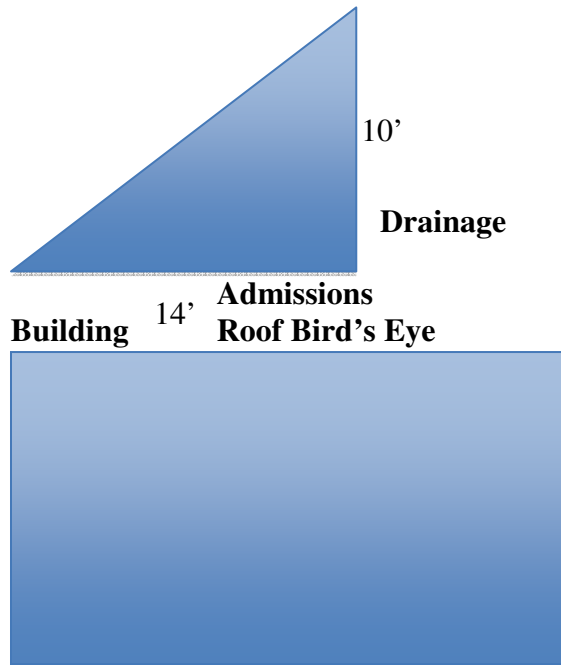 10’
Drainage
Admissions
14’
Building Roof Bird’s Eye